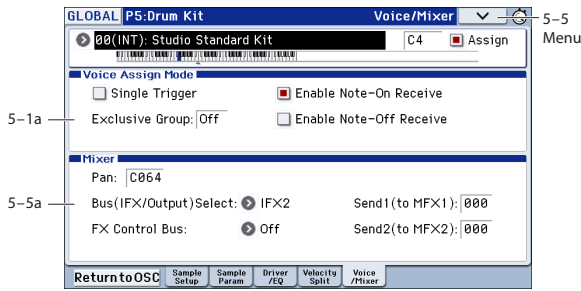 GLOBAL P5:Drum Kit Voice/Mixer
5–5
Menu
00(INT): Studio Standard Kit C4 Assign
Voice Assign Mode
Single Trigger Enable Note-On Receive
5–1a Exclusive Group: Off Enable Note-Off Receive
Mixer
Pan: C064
5–5a Bus(IFX/Output)Select: IFX2 Send1(to MFX1): 000
FX Control Bus: Off Send2(to MFX2): 000
ReturntoOSC Sample Setup Sample Param Driver /EQ Velocity Split Voice /Mixer